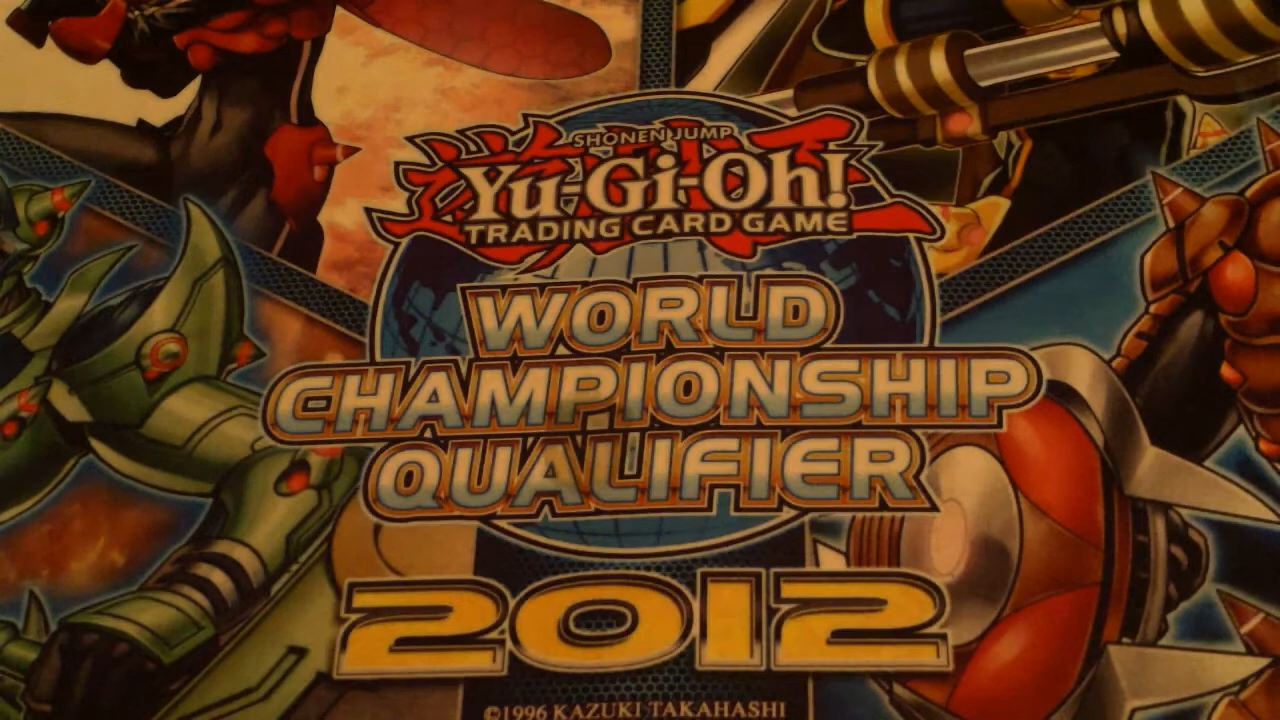 SHONEN JUMP
Yu-Gi-Oh!
TRADING CARD GAME
WORLD
CHAMPIONSHIP
QUALIFIER
2012
©1996 KAZUKI TAKAHASHI